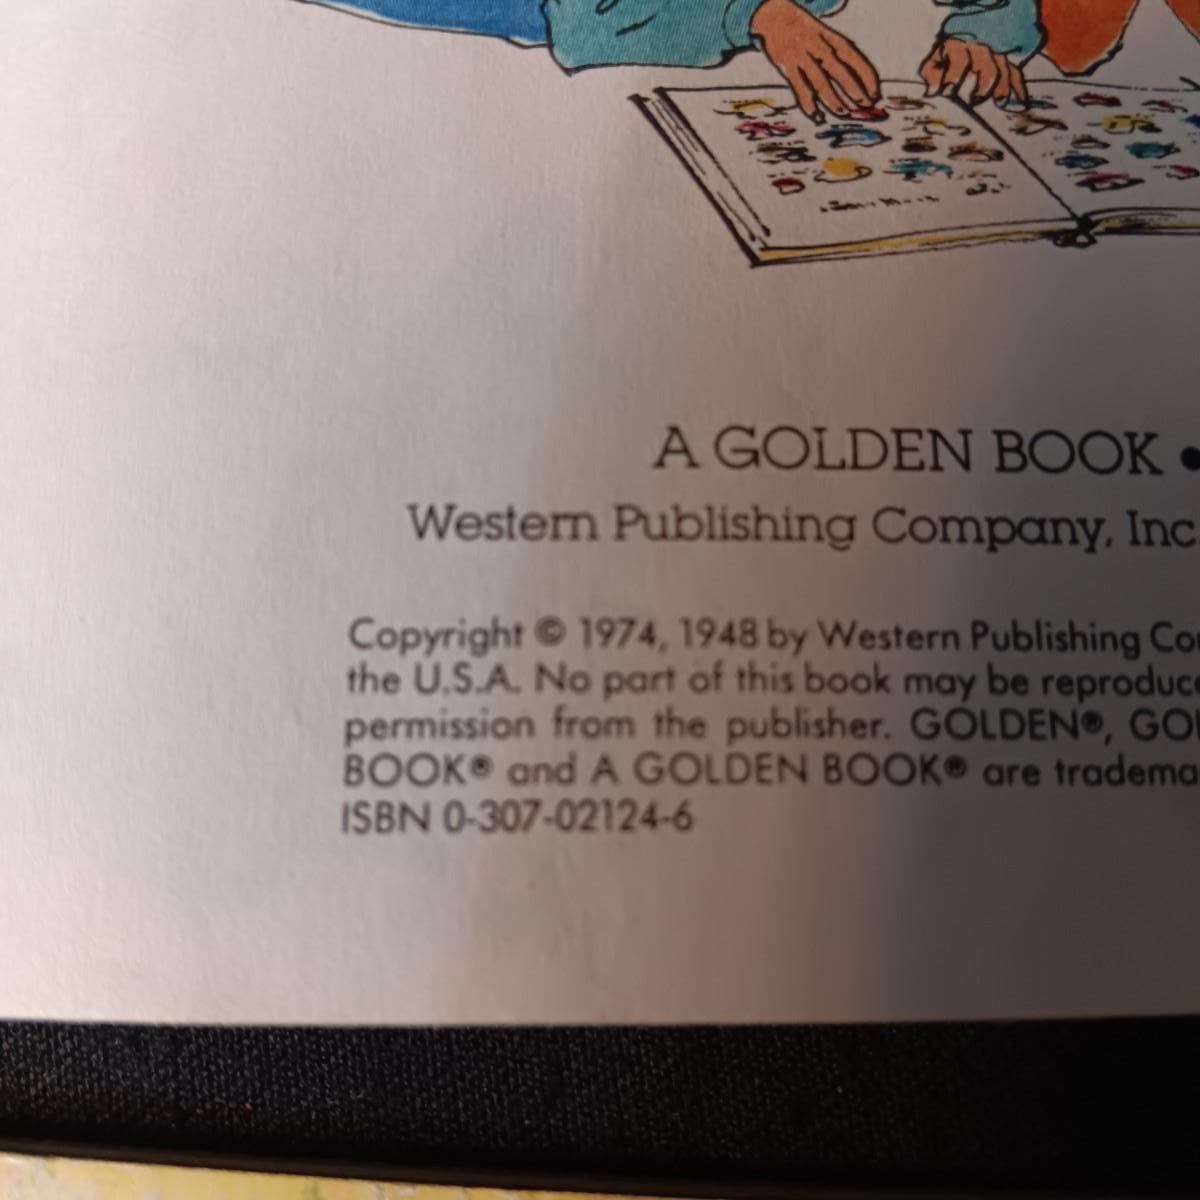 A GOLDEN BOOK •
Western Publishing Company, Inc
Copyright © 1974, 1948 by Western Publishing Co
the U.S.A. No part of this book may be reproduce
permission from the publisher. GOLDEN®, GOL
BOOK® and A GOLDEN BOOK® are tradema
ISBN 0-307-02124-6